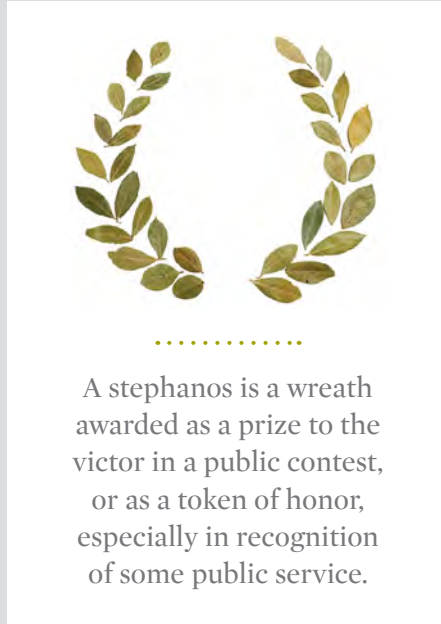 A stephanos is a wreath
awarded as a prize to the
victor in a public contest,
or as a token of honor,
especially in recognition
of some public service.